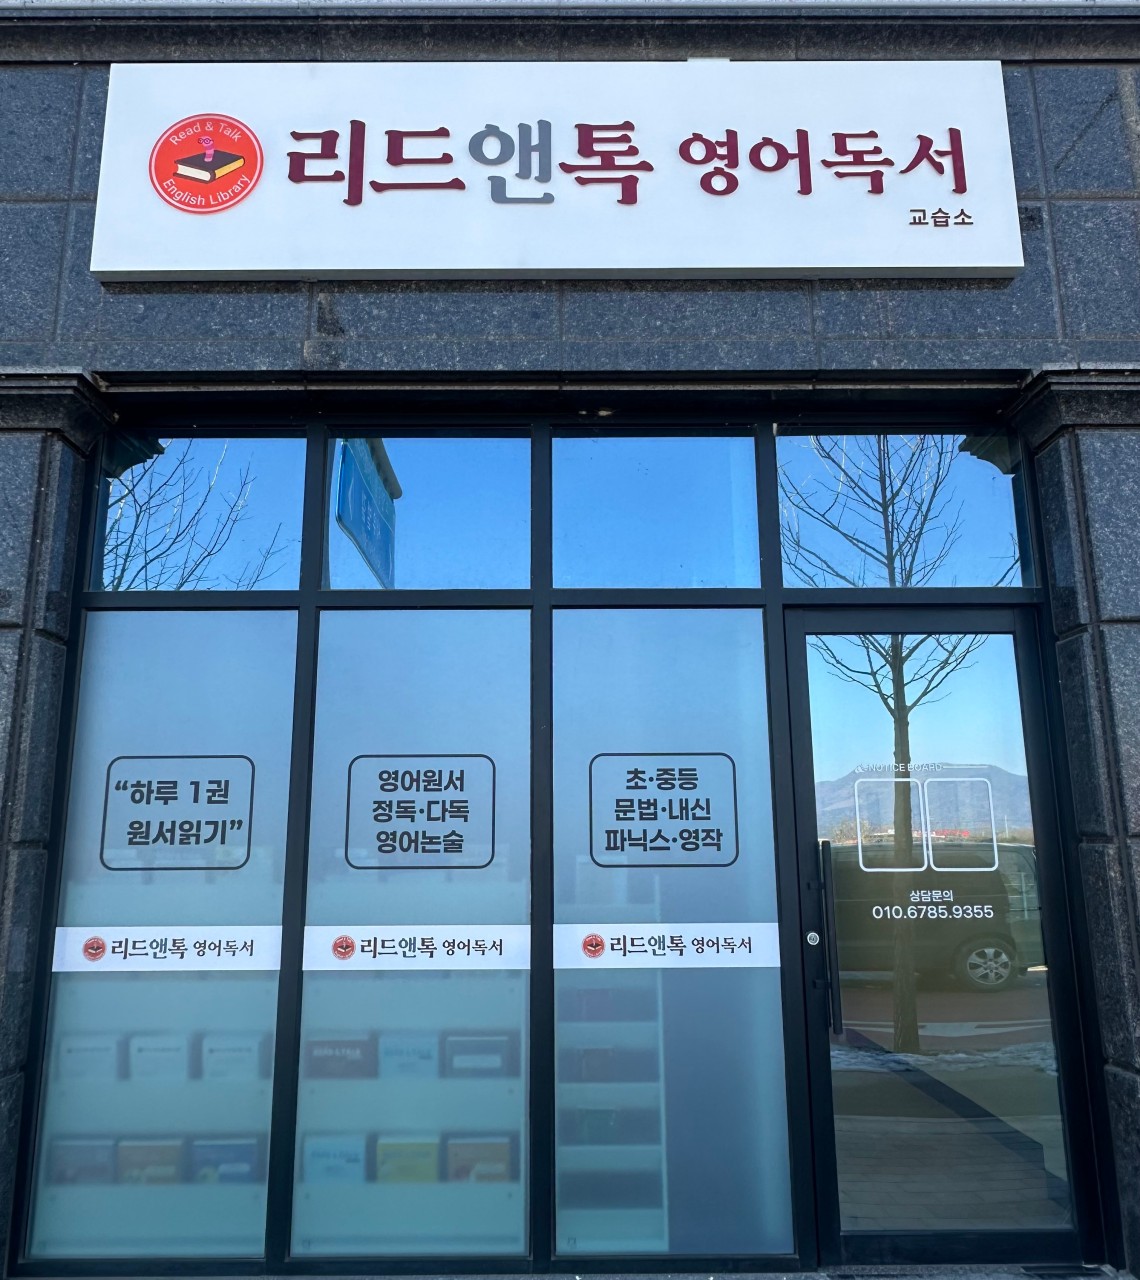 Read & Talk
English Library
리드앤톡 영어독서
교습소
“하루 1권
원서읽기”
영어원서
정독·다독
영어논술
초·중등
문법·내신
파닉스·영작
NOTICE BOARD
상담문의
010.6785.9355
리드앤톡 영어독서
리드앤톡 영어독서
리드앤톡 영어독서